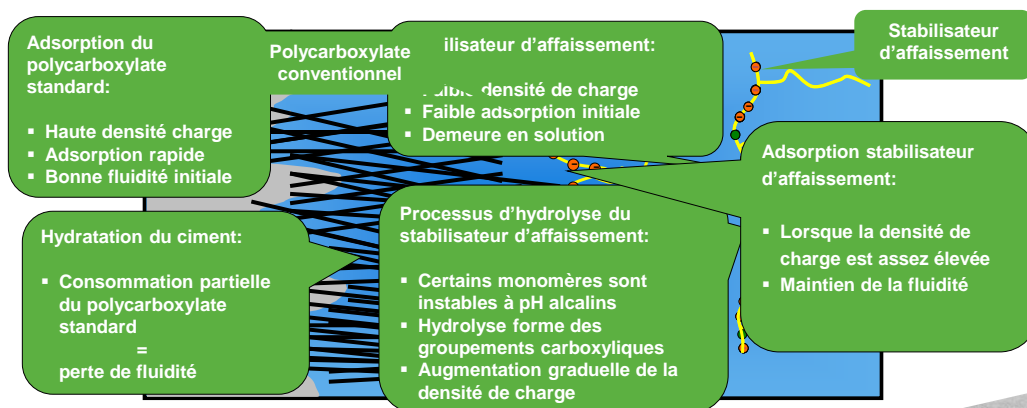 Adsorption du
polycarboxylate
standard:
▪ Haute densité charge
▪ Adsorption rapide
▪ Bonne fluidité initiale
Polycarboxylate
conventionnel
ilisateur d'affaissement:
densité de charge
▪ Faible adsorption initiale
▪ Demeure en solution
Stabilisateur
d'affaissement
Adsorption stabilisateur
d'affaissement:
▪ Lorsque la densité de
charge est assez élevée
▪ Maintien de la fluidité
Hydratation du ciment:
▪ Consommation partielle
du polycarboxylate
standard
=
perte de fluidité
Processus d'hydrolyse du
stabilisateur d'affaissement:
▪ Certains monomères sont
instables à pH alcalins
▪ Hydrolyse forme des
groupements carboxyliques
▪ Augmentation graduelle de la
densité de charge